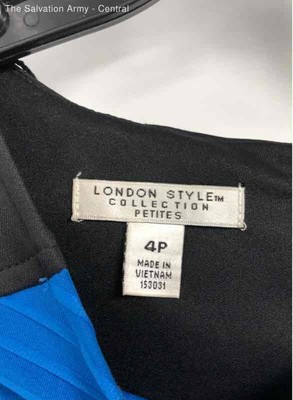 The Salvation Army - Central
LONDON STYLE™
COLLECTION
PETITES
4P
MADE IN
VIETNAM
153031